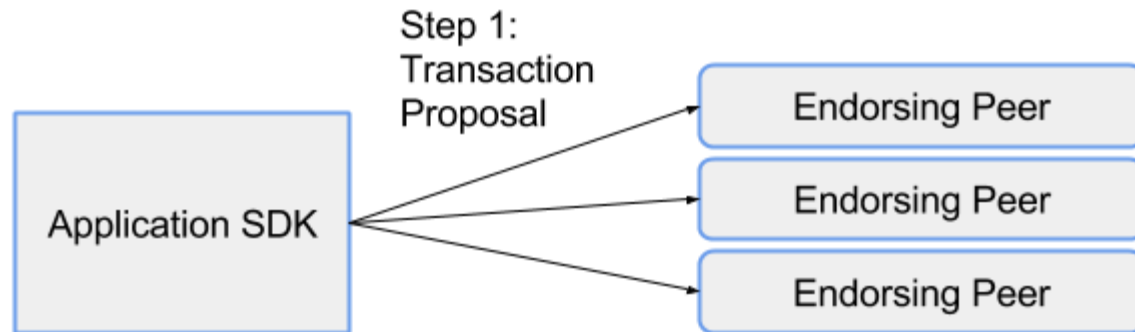 Step 1:
Transaction
Proposal
Application SDK
Endorsing Peer
Endorsing Peer
Endorsing Peer